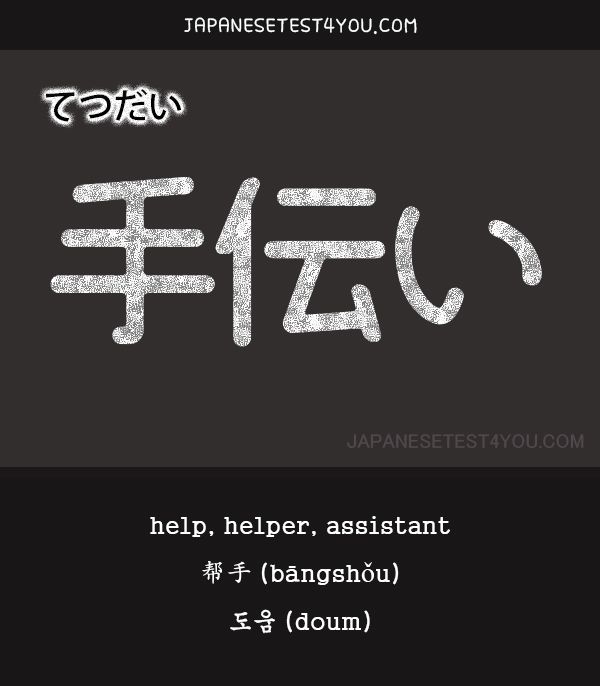 JAPANESETEST4YOU.COM
てつだい
手伝い
JAPANESETEST4YOU.COM
help, helper, assistant
帮手 (bāngshǒu)
도움 (doum)